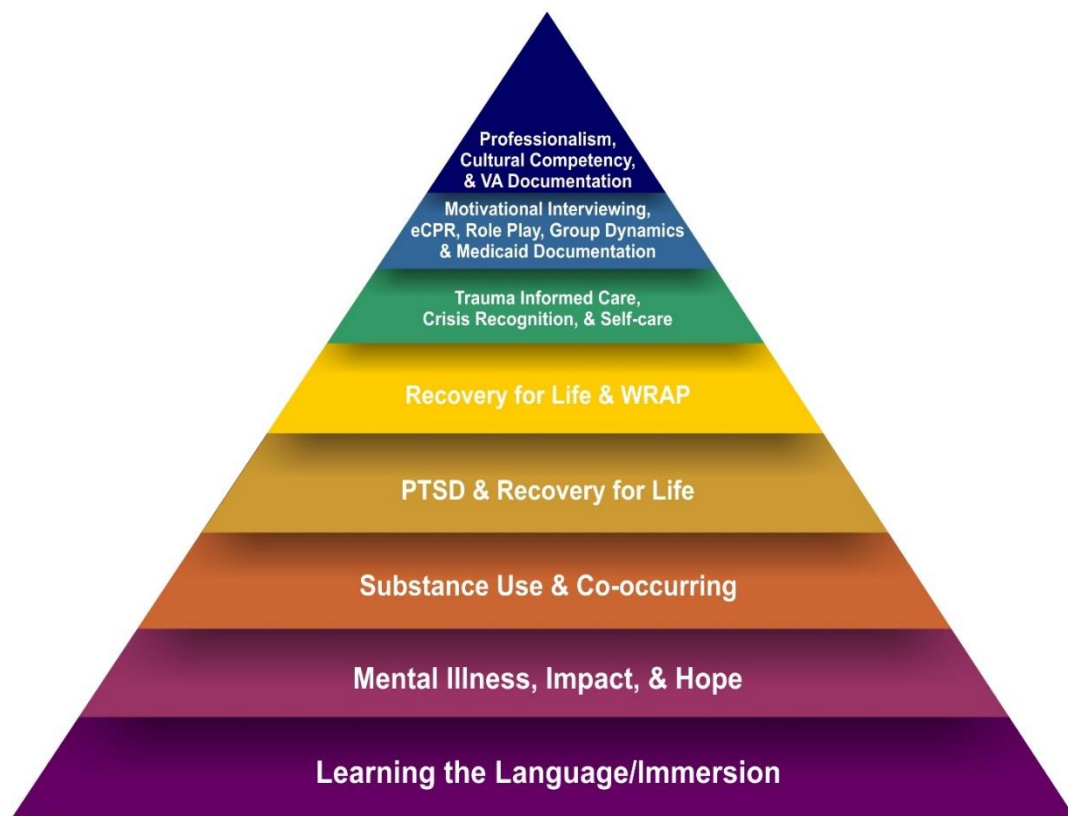 Professionalism,
Cultural Competency,
& VA Documentation
Motivational Interviewing,
eCPR, Role Play, Group Dynamics
& Medicaid Documentation
Trauma Informed Care,
Crisis Recognition, & Self-care
Recovery for Life & WRAP
PTSD & Recovery for Life
Substance Use & Co-occurring
Mental Illness, Impact, & Hope
Learning the Language/Immersion